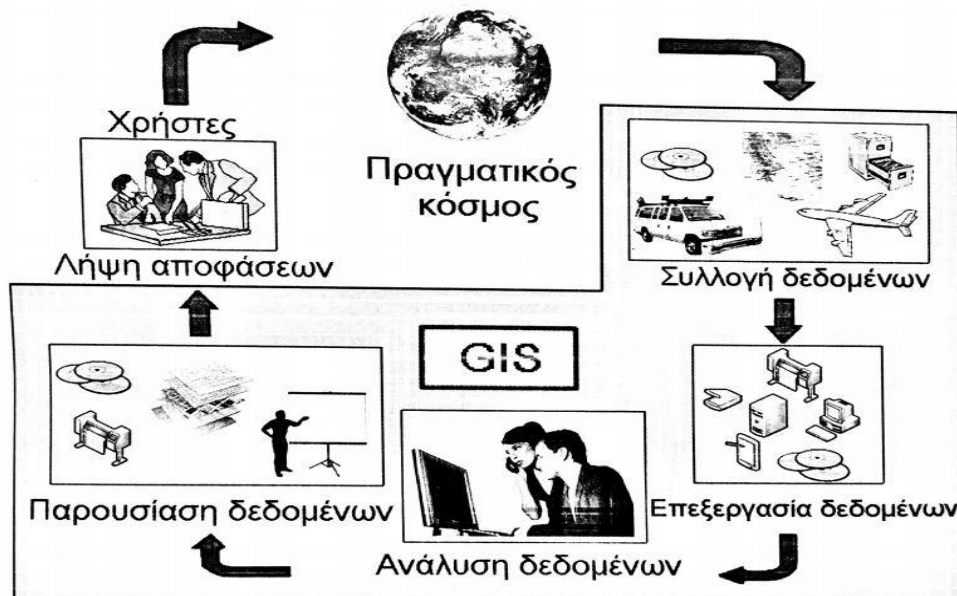 Χρήστες
Πραγματικός
κόσμος
Λήψη αποφάσεων
Συλλογή δεδομένων
GIS
Παρουσίαση δεδομένων
Ανάλυση δεδομένων
Επεξεργασία δεδομένων